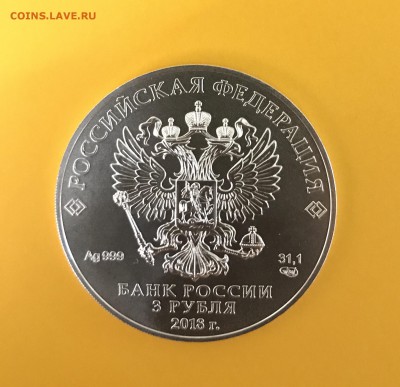 COINS.LAVE.RU
РОССИЙСКАЯ ФЕДЕРАЦИЯ
Ag 999
31,1
БАНК РОССИИ
3 РУБЛЯ
2018 г.